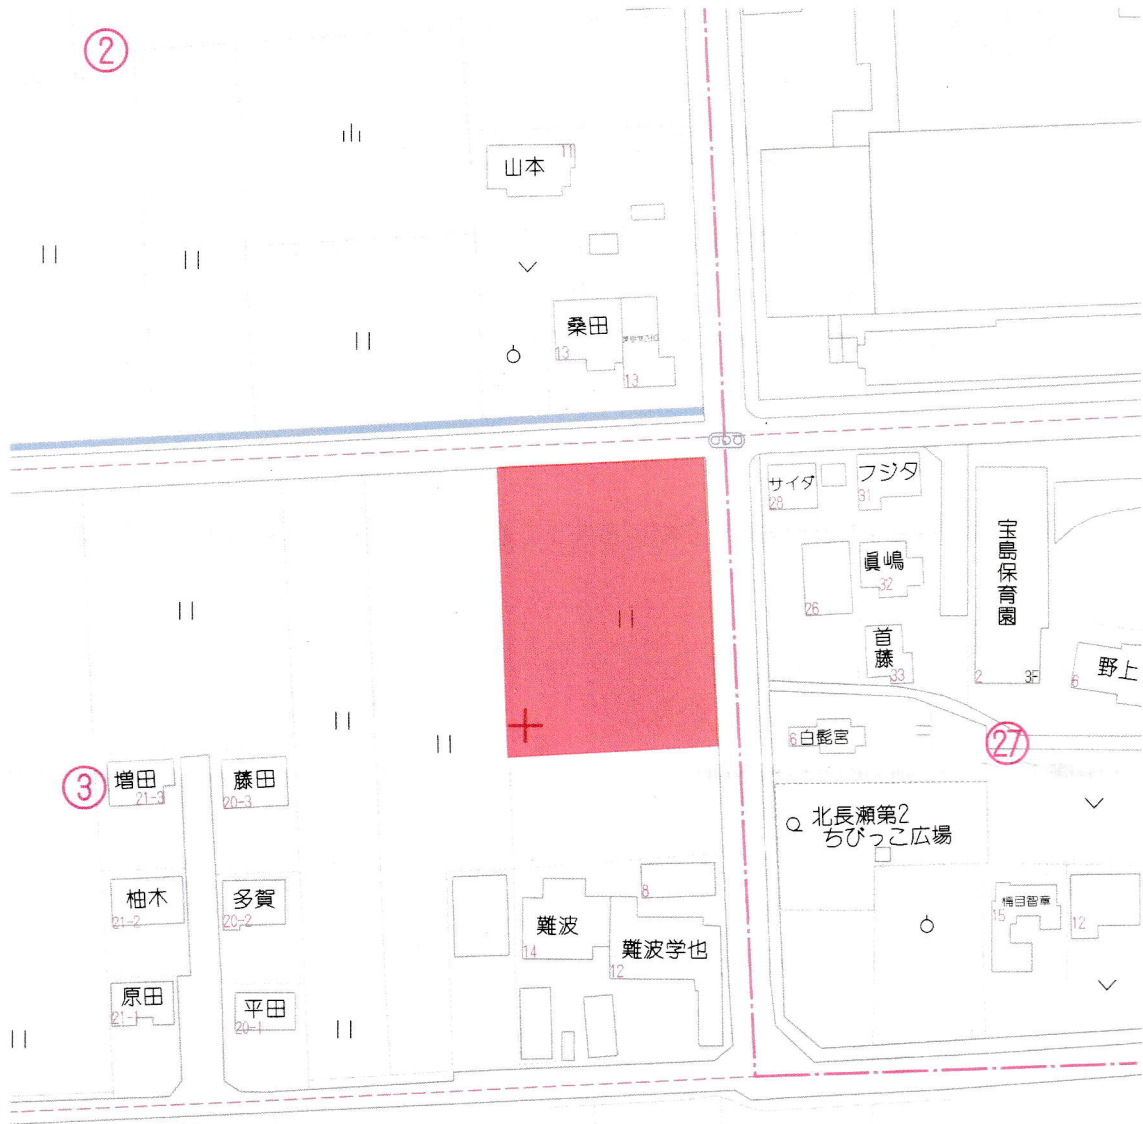 ②
山本
11
桑田
13
13
サイダ
28
フジタ
31
眞嶋
32
26
宝島保育園
首藤
33
2
3F
野上
6
6
白髭宮
27
③
増田
21-3
藤田
20-3
北長瀬第2
ちびっこ広場
柚木
21-2
多賀
20-2
8
難波
14
難波学也
12
15
12
原田
21-1
平田
20-1